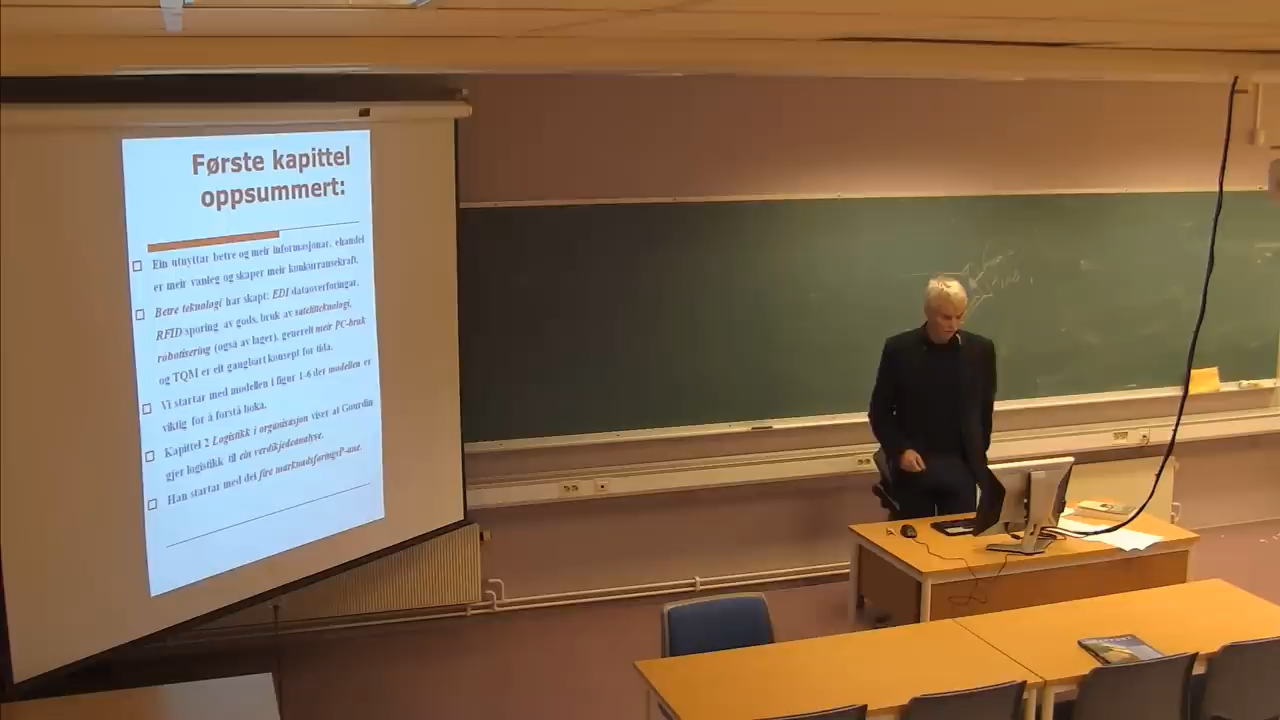 Første kapittel
oppsummert:
Ein utnyttar betre og meir informasjonar, ehandel
er meir vanleg og skaper meir konkurransekraft.
Betre teknologi har skapt: EDI dataoverføringar,
RFID sporing av gods, bruk av satelitteknologi,
robotisering (også av lager), generelt meir PC-bruk
og TQM er eit gangbart konsept for tida.
Vi startar med modellen i figur 1-6 der modellen er
viktig for å forstå boka.
Kapittel 2 Logistikk i organisasjon viser at Gourdin
gjer logistikk til ein verdikjedeanalyse.
Han startar med dei fire marknadsføringsP-ane.